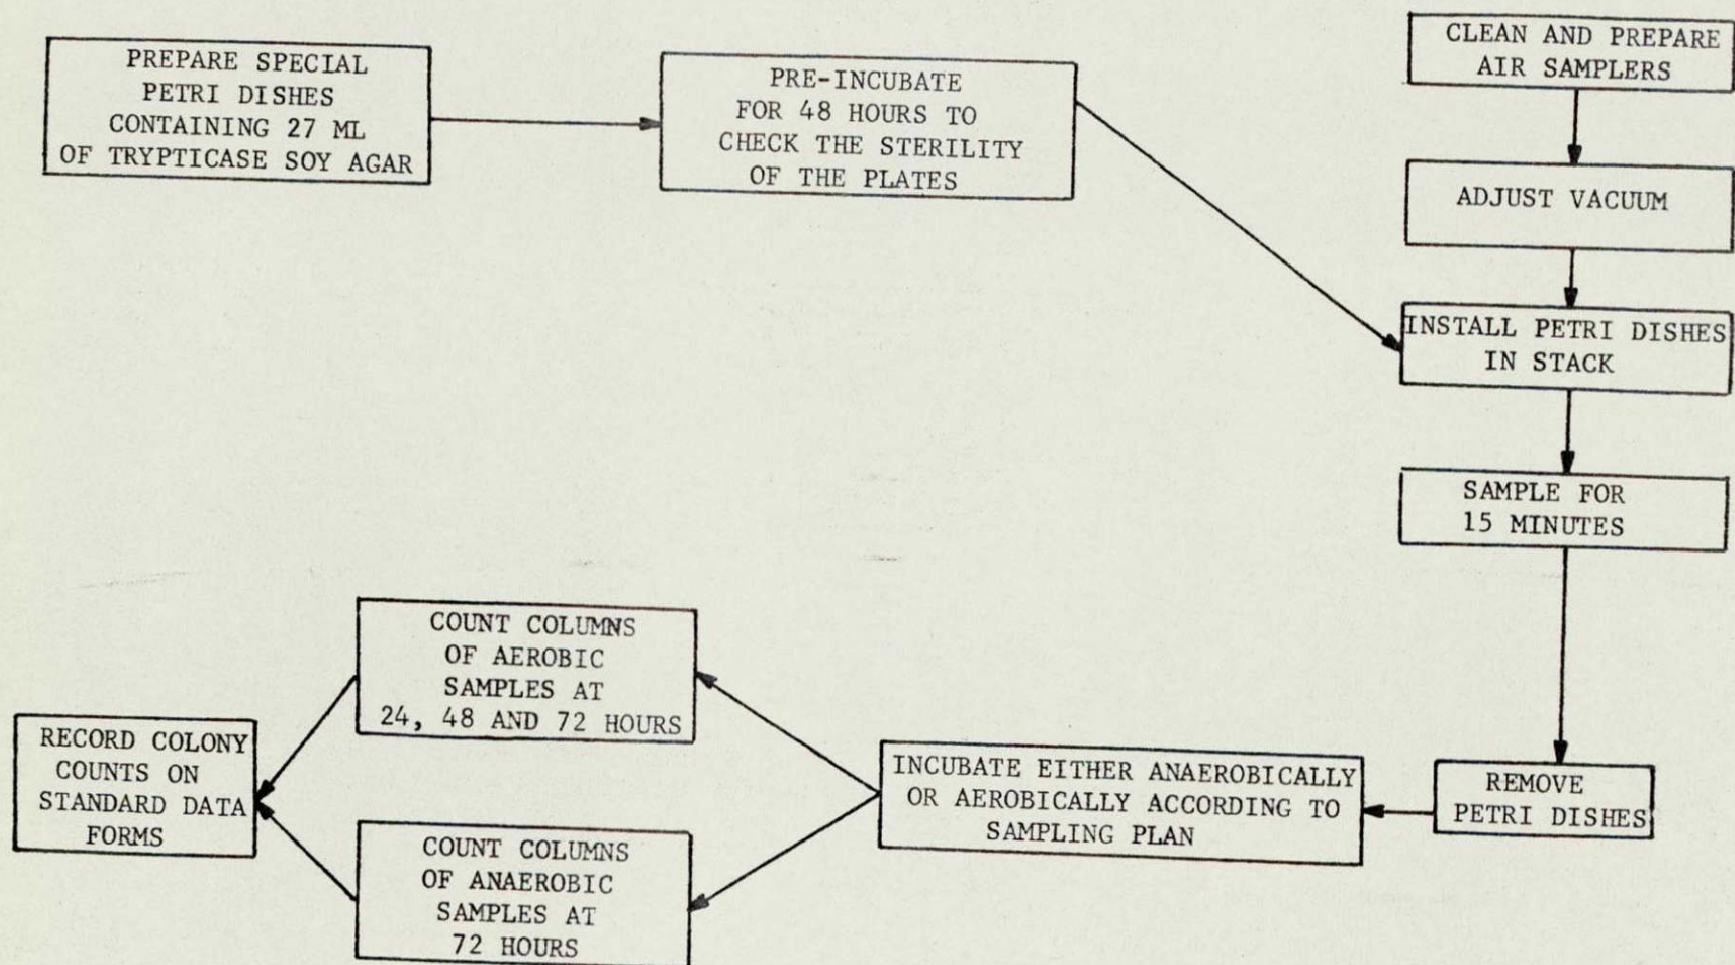 PREPARE SPECIAL
PETRI DISHES
CONTAINING 27 ML
OF TRYPTICASE SOY AGAR
PRE-INCUBATE
FOR 48 HOURS TO
CHECK THE STERILITY
OF THE PLATES
CLEAN AND PREPARE
AIR SAMPLERS
ADJUST VACUUM
INSTALL PETRI DISHES
IN STACK
SAMPLE FOR
15 MINUTES
REMOVE
PETRI DISHES
INCUBATE EITHER ANAEROBICALLY
OR AEROBICALLY ACCORDING TO
SAMPLING PLAN
COUNT COLUMNS
OF AEROBIC
SAMPLES AT
24, 48 AND 72 HOURS
COUNT COLUMNS
OF ANAEROBIC
SAMPLES AT
72 HOURS
RECORD COLONY
COUNTS ON
STANDARD DATA
FORMS